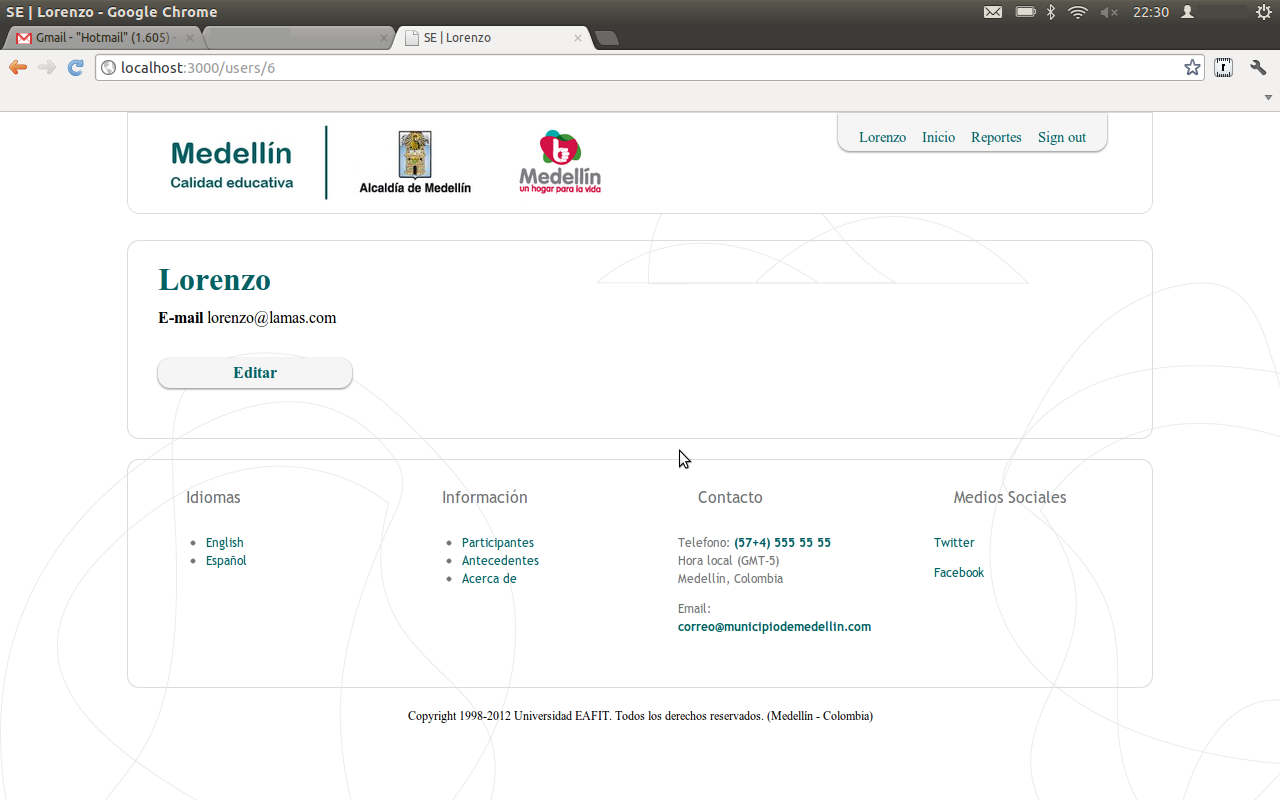 SE | Lorenzo - Google Chrome
22:30
Gmail - "Hotmail" (1.605) -
SE | Lorenzo
localhost:3000/users/6
r
Medellín
Calidad educativa
Alcaldía de Medellín
Medellín
un hogar para la vida
Lorenzo Inicio Reportes Sign out
Lorenzo
E-mail lorenzo@lamas.com
Editar
Idiomas
English
Español
Información
Participantes
Antecedentes
Acerca de
Contacto
Telefono: (57+4) 555 55 55
Hora local (GMT-5)
Medellín, Colombia
Email:
correo@municipiodemedellin.com
Medios Sociales
Twitter
Facebook
Copyright 1998-2012 Universidad EAFIT. Todos los derechos reservados. (Medellín - Colombia)